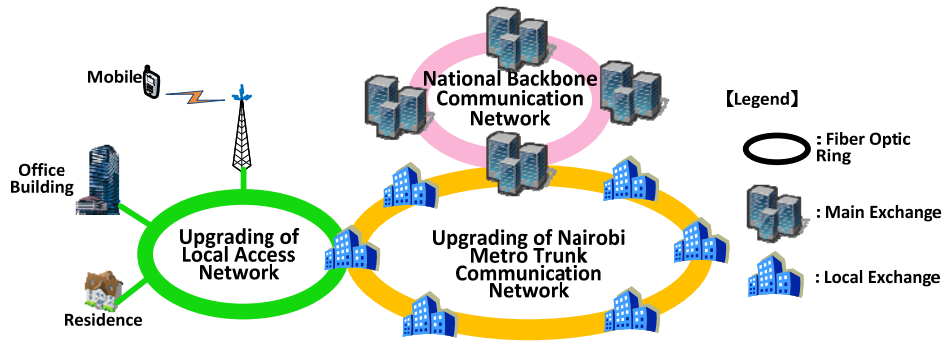 Mobile
National Backbone
Communication
Network
【Legend】
: Fiber Optic
Ring
Office
Building
: Main Exchange
Upgrading of
Local Access
Network
Upgrading of Nairobi
Metro Trunk
Communication
Network
: Local Exchange
Residence